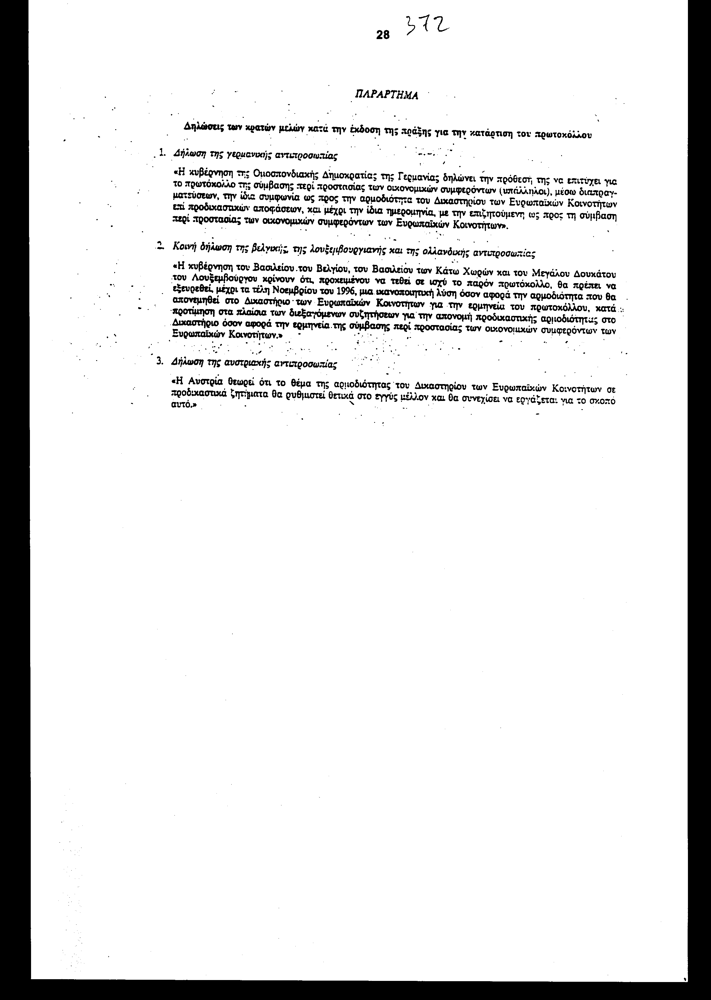 372
28
ΠΑΡΑΡΤΗΜΑ
Δηλώσεις των κρατών μελών κατά την έκδοση της πράξης για την κατάρτιση του πρωτοκόλλου
1. Δήλωση της γερμανικής αντιπροσωπίας
«Η κυβέρνηση της Ομοσπονδιακής Δημοκρατίας της Γερμανίας δηλώνει την πρόθεσή της να επιτύχει για
το πρωτόκολλο της σύμβασης περί προστασίας των οικονομικών συμφερόντων (υπάλληλοι), μέσω διαπραγ-
ματεύσεων, την ίδια συμφωνία ως προς την αρμοδιότητα του Δικαστηρίου των Ευρωπαϊκών Κοινοτήτων
επί προδικαστικών αποφάσεων, και μέχρι την ίδια ημερομηνία, με την επιζητούμενη ως προς τη σύμβαση
περί προστασίας των οικονομικών συμφερόντων των Ευρωπαϊκών Κοινοτήτων».
2. Κοινή δήλωση της βελγικής, της λουξεμβουργιανής και της ολλανδικής αντιπροσωπίας
«Η κυβέρνηση του Βασιλείου του Βελγίου, του Βασιλείου των Κάτω Χωρών και του Μεγάλου Δουκάτου
του Λουξεμβούργου κρίνουν ότι, προκειμένου να τεθεί σε ισχύ το παρόν πρωτόκολλο, θα πρέπει να
εξευρεθεί, μέχρι τα τέλη Νοεμβρίου του 1996, μια ικανοποιητική λύση όσον αφορά την αρμοδιότητα που θα
απονεμηθεί στο Δικαστήριο των Ευρωπαϊκών Κοινοτήτων για την ερμηνεία του πρωτοκόλλου, κατά
προτίμηση στα πλαίσια των διεξαγόμενων συζητήσεων για την απονομή προδικαστικής αρμοδιότητας στο
Δικαστήριο όσον αφορά την ερμηνεία της σύμβασης περί προστασίας των οικονομικών συμφερόντων των
Ευρωπαϊκών Κοινοτήτων.»
3. Δήλωση της αυστριακής αντιπροσωπίας
«Η Αυστρία θεωρεί ότι το θέμα της αρμοδιότητας του Δικαστηρίου των Ευρωπαϊκών Κοινοτήτων σε
προδικαστικά ζητήματα θα ρυθμιστεί θετικά στο εγγύς μέλλον και θα συνεχίσει να εργάζεται για το σκοπό
αυτό.»